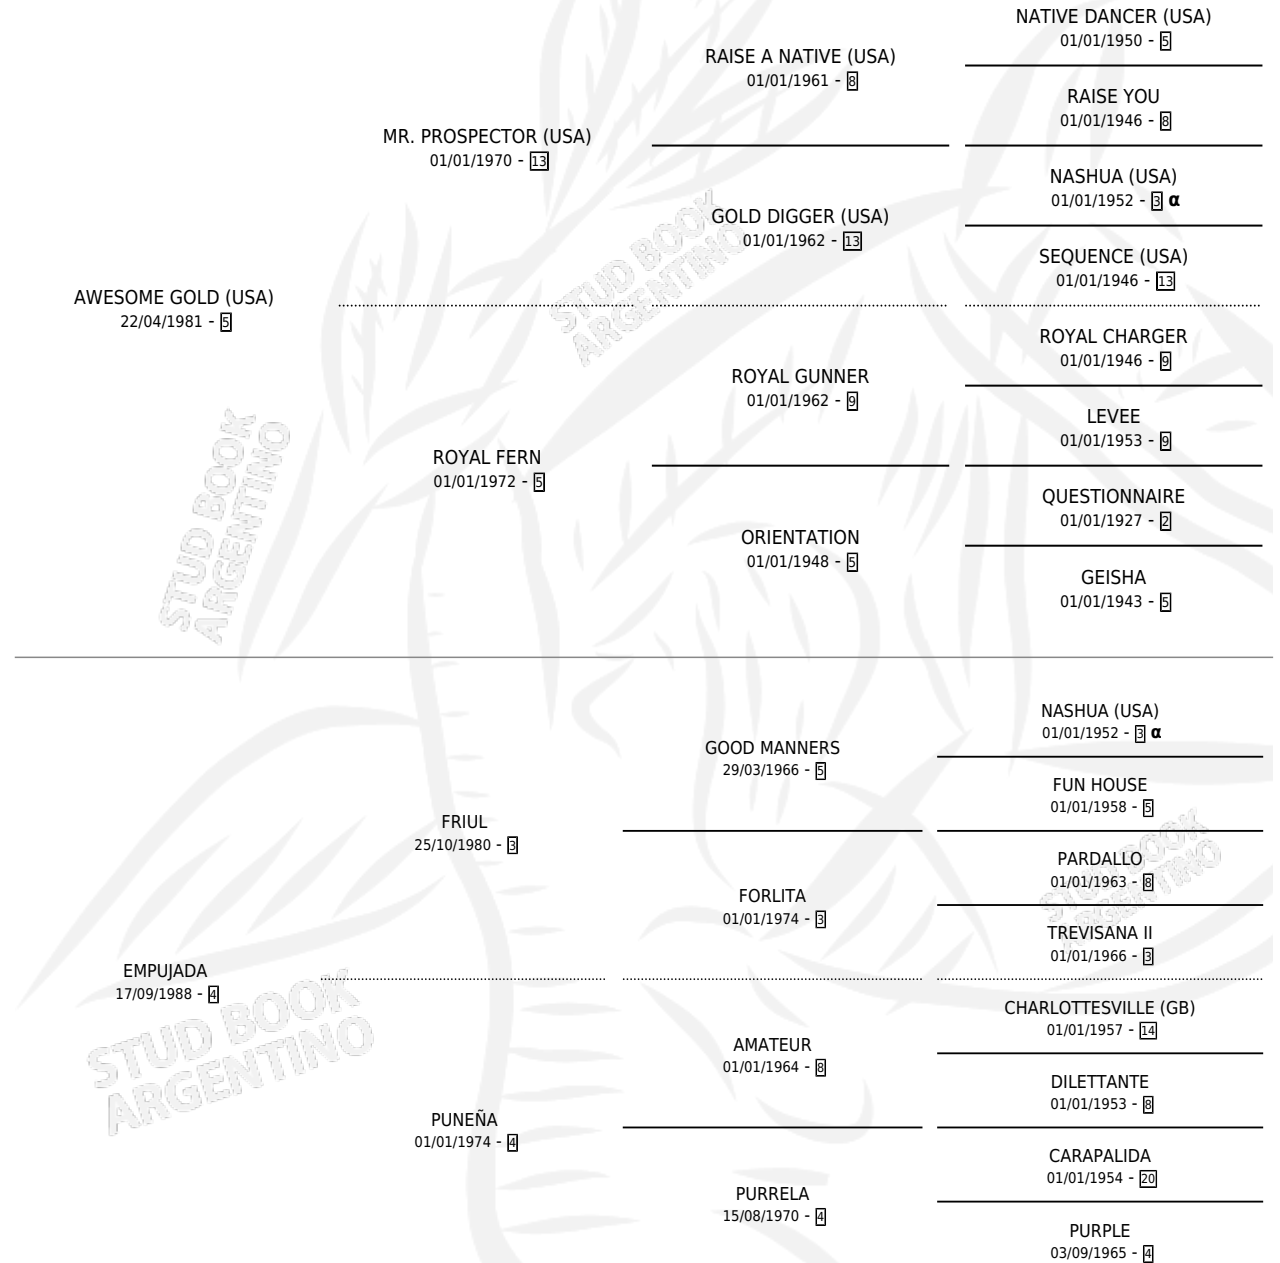 NATIVE DANCER (USA)
01/01/1950 - 5
RAISE A NATIVE (USA)
01/01/1961 - 8
RAISE YOU
01/01/1946 - 8
MR. PROSPECTOR (USA)
01/01/1970 - 13
NASHUA (USA)
01/01/1952 - 3 α
GOLD DIGGER (USA)
01/01/1962 - 13
SEQUENCE (USA)
01/01/1946 - 13
AWESOME GOLD (USA)
22/04/1981 - 5
ROYAL CHARGER
01/01/1946 - 9
ROYAL GUNNER
01/01/1962 - 9
LEVEE
01/01/1953 - 9
ROYAL FERN
01/01/1972 - 5
QUESTIONNAIRE
01/01/1927 - 2
ORIENTATION
01/01/1948 - 5
GEISHA
01/01/1943 - 5
NASHUA (USA)
01/01/1952 - 3 α
GOOD MANNERS
29/03/1966 - 5
FUN HOUSE
01/01/1958 - 5
FRIUL
25/10/1980 - 3
PARDALLO
01/01/1963 - 8
FORLITA
01/01/1974 - 3
TREVISANA II
01/01/1966 - 3
EMPUJADA
17/09/1988 - 4
CHARLOTTESVILLE (GB)
01/01/1957 - 14
AMATEUR
01/01/1964 - 8
DILETTANTE
01/01/1953 - 8
PUNEÑA
01/01/1974 - 4
CARAPALIDA
01/01/1954 - 20
PURRELA
15/08/1970 - 4
PURPLE
03/09/1965 - 4
STUD BOOK
ARGENTINO
STUD BOOK
ARGENTINO
STUD BOOK
ARGENTINO
STUD BOOK
ARGENTINO